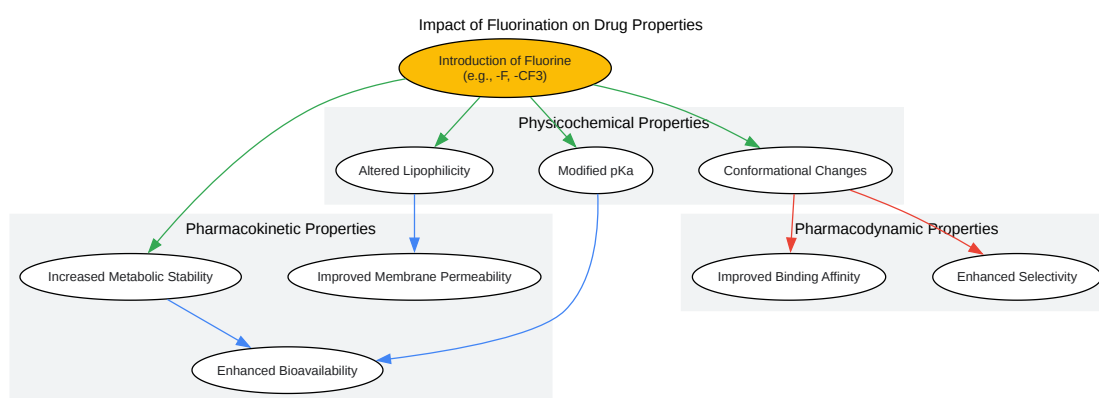 Impact of Fluorination on Drug Properties
Introduction of Fluorine
(e.g., -F, -CF3)
Physicochemical Properties
Altered Lipophilicity
Modified pKa
Conformational Changes
Pharmacokinetic Properties
Pharmacodynamic Properties
Increased Metabolic Stability
Improved Membrane Permeability
Improved Binding Affinity
Enhanced Selectivity
Enhanced Bioavailability